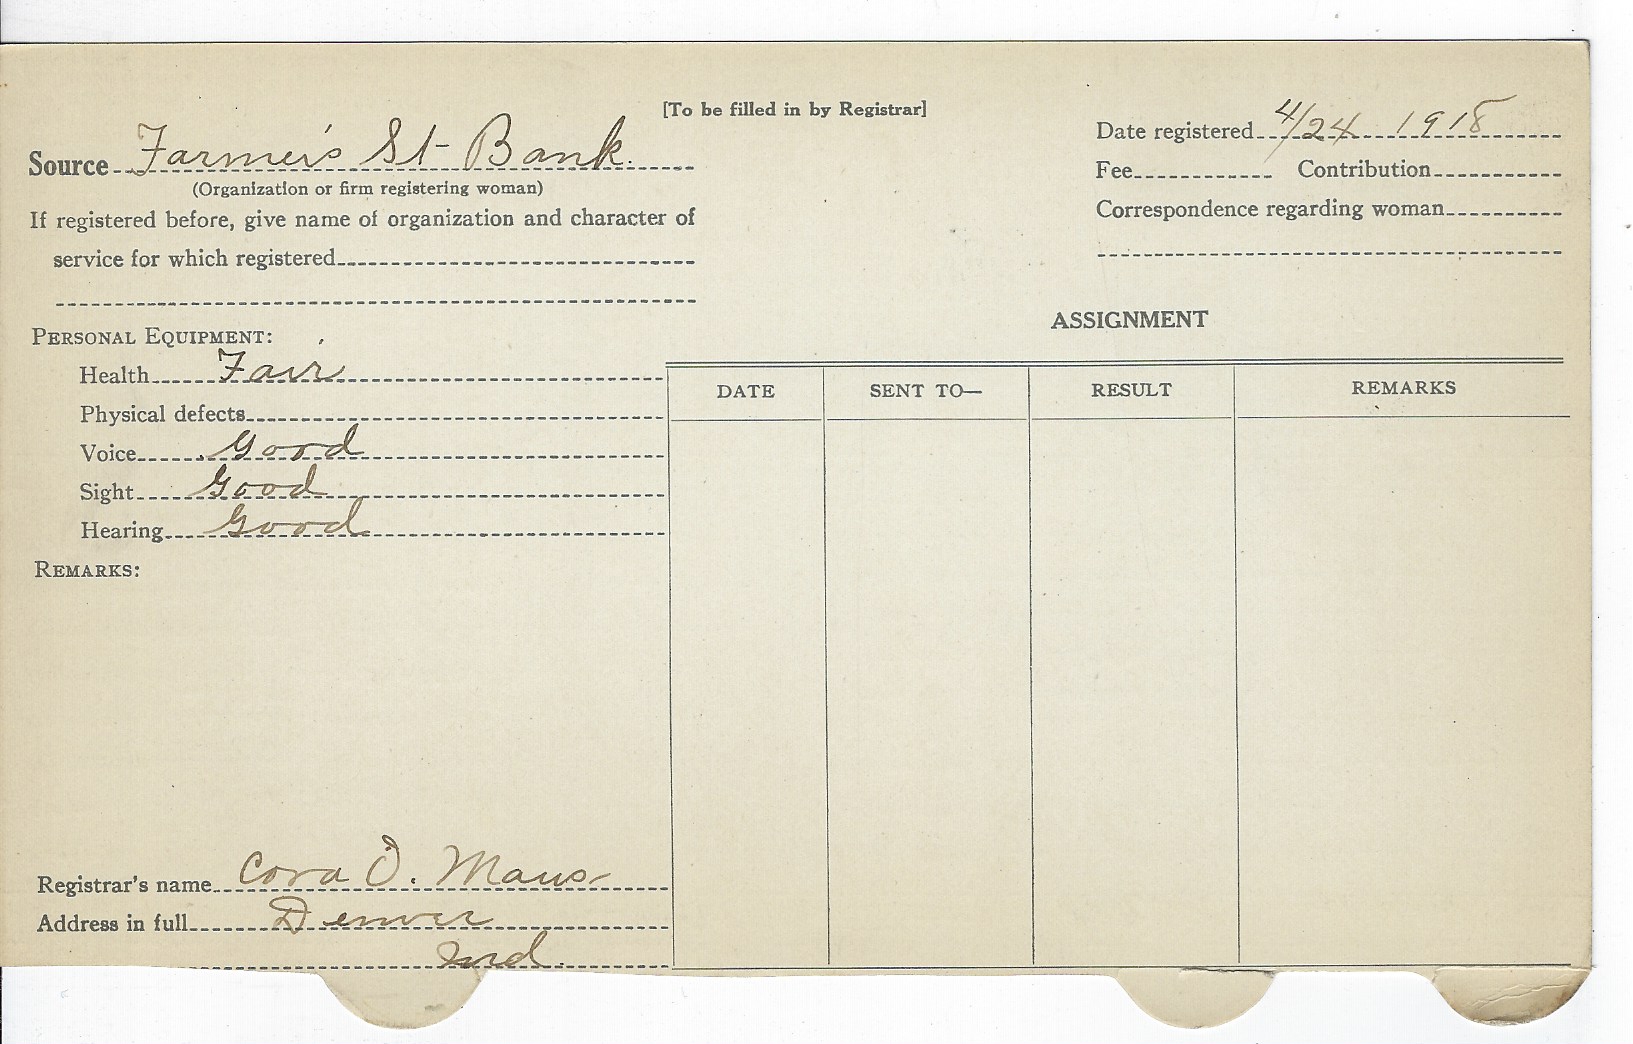 [To be filled in by Registrar]
Source Farmer's St- Bank.
(Organization or firm registering woman)
If registered before, give name of organization and character of
service for which registered
Date registered 4/24 1918
Fee Contribution
Correspondence regarding woman
PERSONAL EQUIPMENT:
Health Fair
Physical defects
Voice Good
Sight Good
Hearing Good
REMARKS:
ASSIGNMENT
DATE SENT TO— RESULT REMARKS
Registrar's name Cora O. Maus
Address in full Denver
Ind.